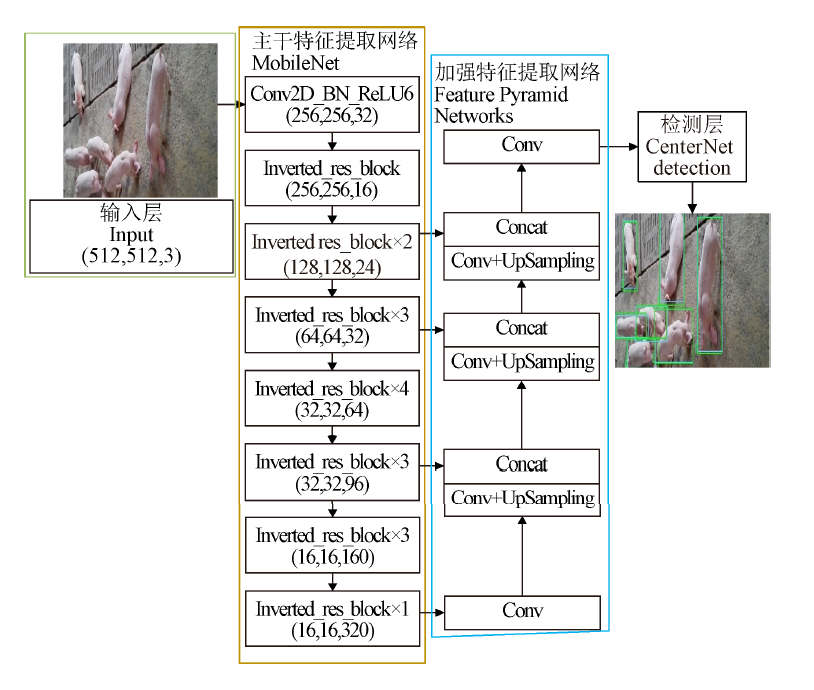 输入层
Input
(512,512,3)
主干特征提取网络
MobileNet
Conv2D_BN_ReLU6
(256,256,32)
Inverted_res_block
(256,256,16)
Inverted res_block×2
(128,128,24)
Inverted_res_block×3
(64,64,32)
Inverted_res_block×4
(32,32,64)
Inverted_res_block×3
(32,32,96)
Inverted_res_block×3
(16,16,160)
Inverted_res_block×1
(16,16,320)
加强特征提取网络
Feature Pyramid
Networks
Conv
Concat
Conv+UpSampling
Concat
Conv+UpSampling
Concat
Conv+UpSampling
Conv
检测层
CenterNet
detection